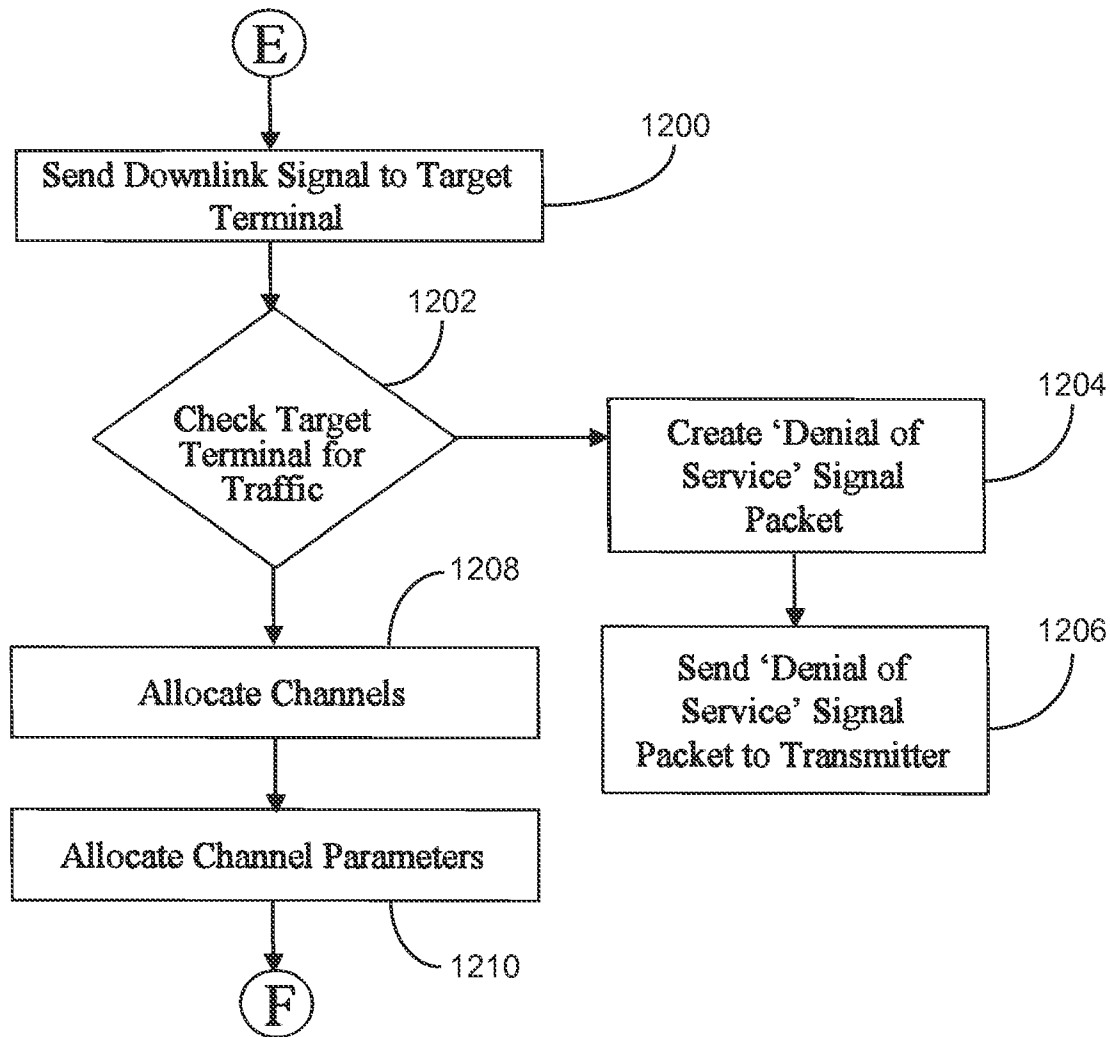 E
1200
Send Downlink Signal to Target
Terminal
1202
Check Target
Terminal for
Traffic
1204
Create ‘Denial of
Service’ Signal
Packet
1208
Allocate Channels
1206
Send ‘Denial of
Service’ Signal
Packet to Transmitter
Allocate Channel Parameters
1210
F